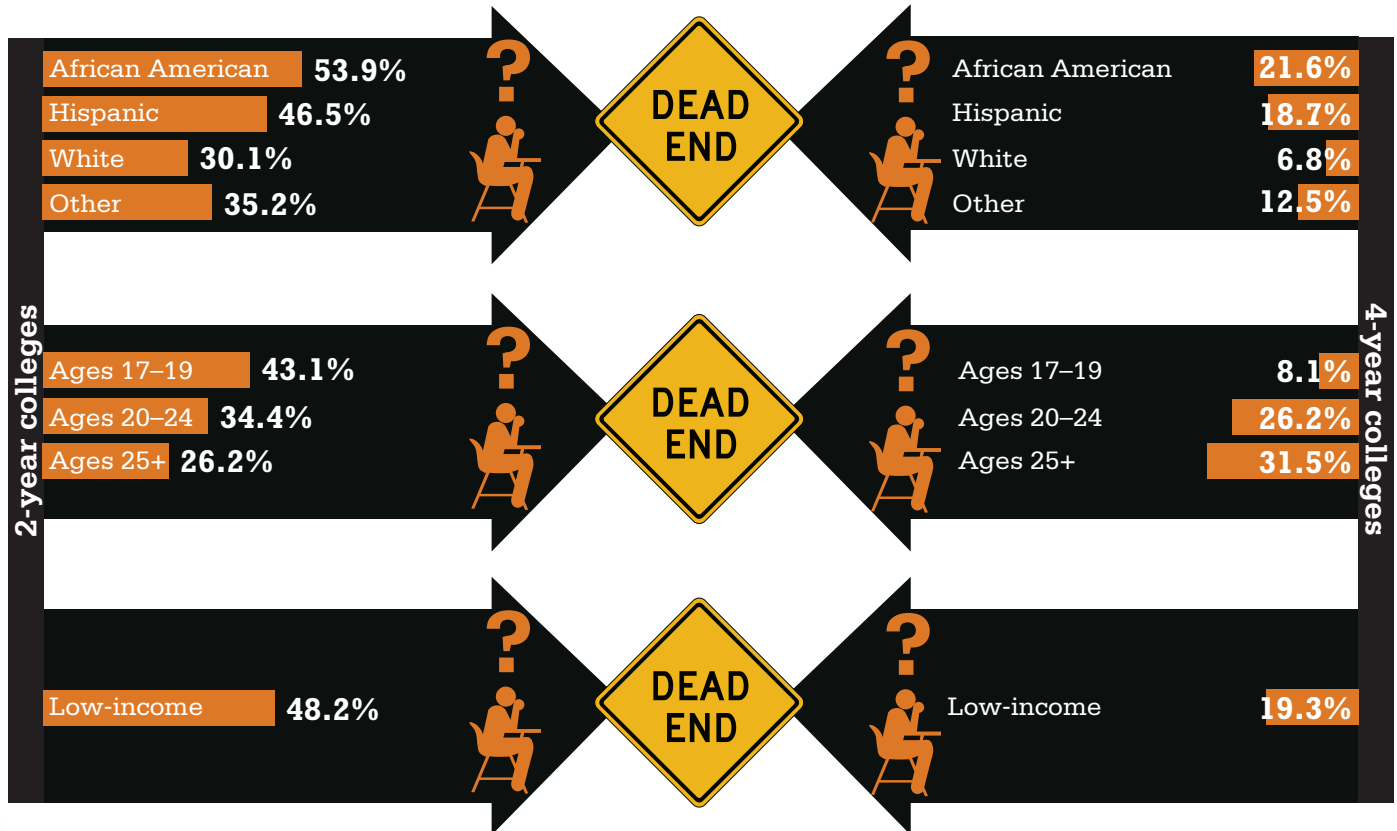 2-year colleges
African American 53.9%
Hispanic 46.5%
White 30.1%
Other 35.2%
?
DEAD
END
?
African American 21.6%
Hispanic 18.7%
White 6.8%
Other 12.5%
Ages 17–19 43.1%
Ages 20–24 34.4%
Ages 25+ 26.2%
?
DEAD
END
?
Ages 17–19 8.1%
Ages 20–24 26.2%
Ages 25+ 31.5%
Low-income 48.2%
?
DEAD
END
?
Low-income 19.3%
4-year colleges